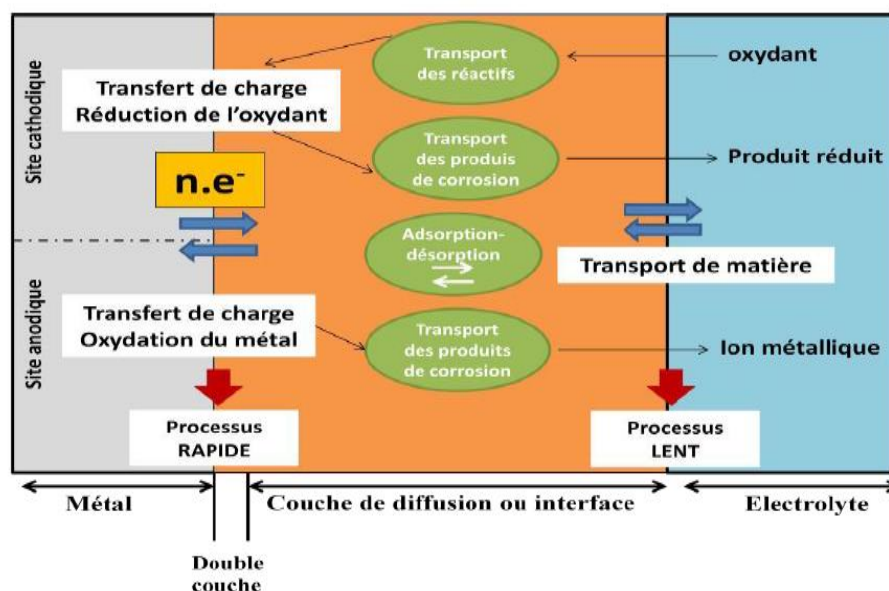 Site cathodique
Site anodique
Transport
des réactifs
oxydant
Transfert de charge
Réduction de l'oxydant
Transport
des produis
de corrosion
Produit réduit
n.e-
Adsorption-
désorption
Transport de matière
Transfert de charge
Oxydation du métal
Transport
des produits
de corrosion
Ion métallique
Processus
RAPIDE
Processus
LENT
Métal
Couche de diffusion ou interface
Electrolyte
Double
couche